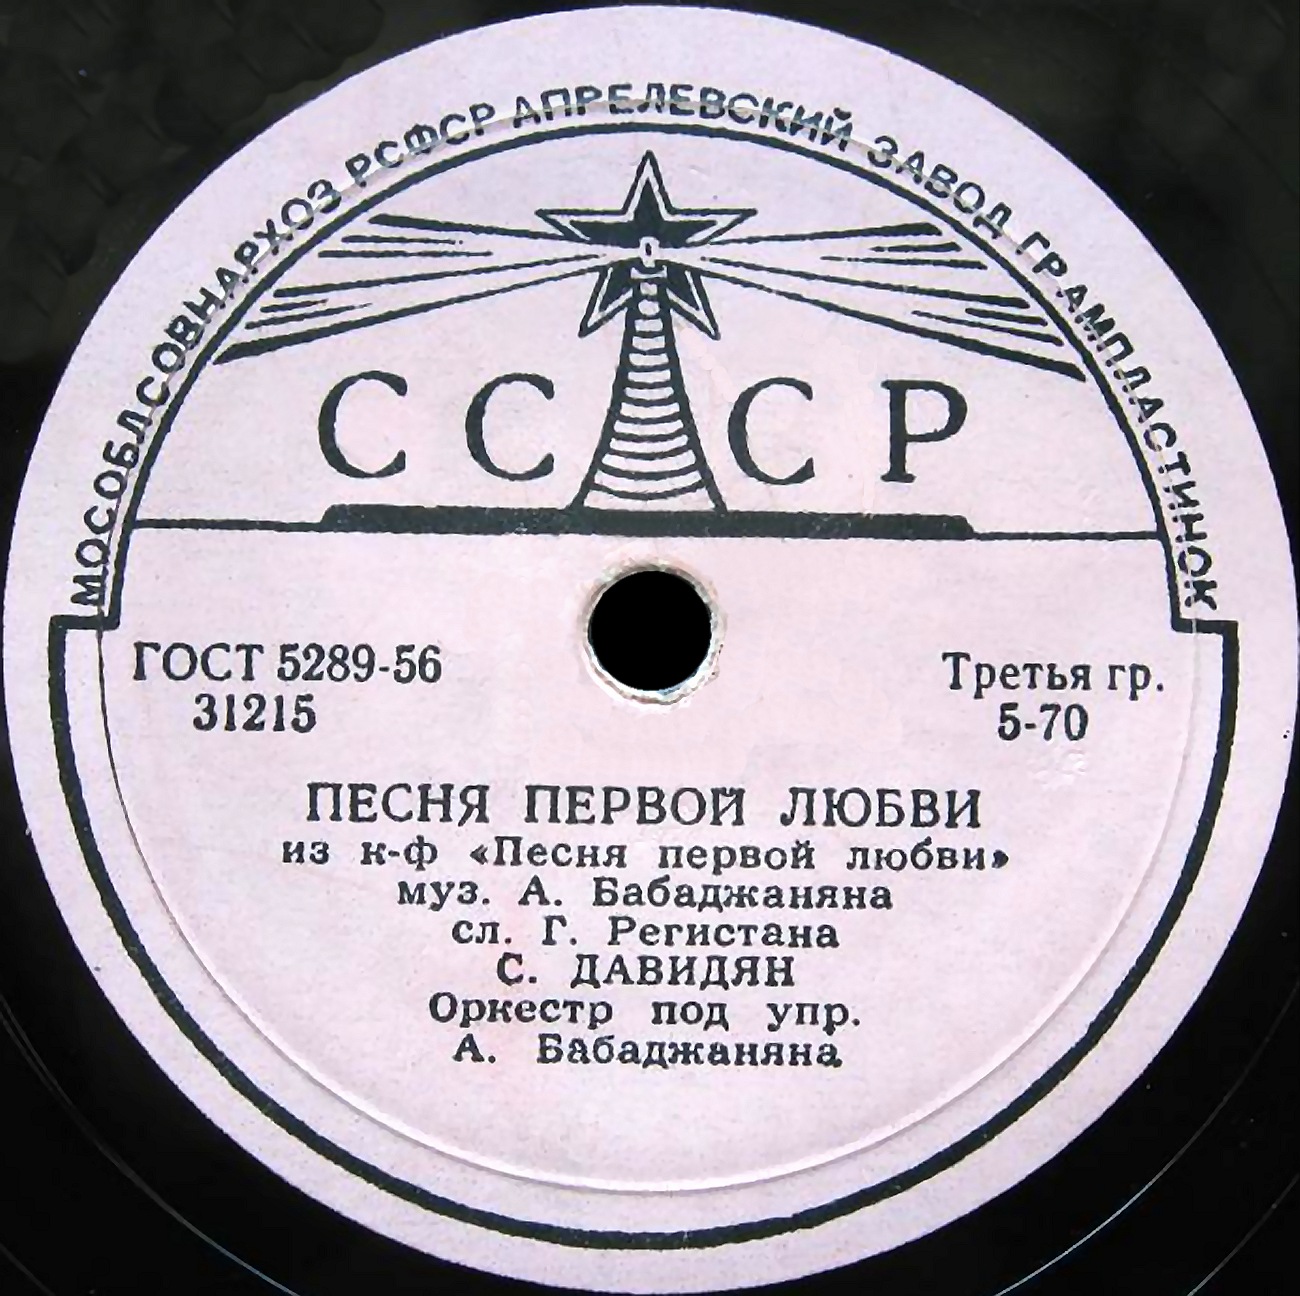 МОСОБЛСОВНАРХОЗ РСФСР АПРЕЛЕВСКИЙ ЗАВОД ГРАМПЛАСТИНОК
СССР
ГОСТ 5289-56
31215
Третья гр.
5-70
ПЕСНЯ ПЕРВОЙ ЛЮБВИ
из к-ф «Песня первой любви»
муз. А. Бабаджаняна
сл. Г. Регистана
С. ДАВИДЯН
Оркестр под упр.
А. Бабаджаняна